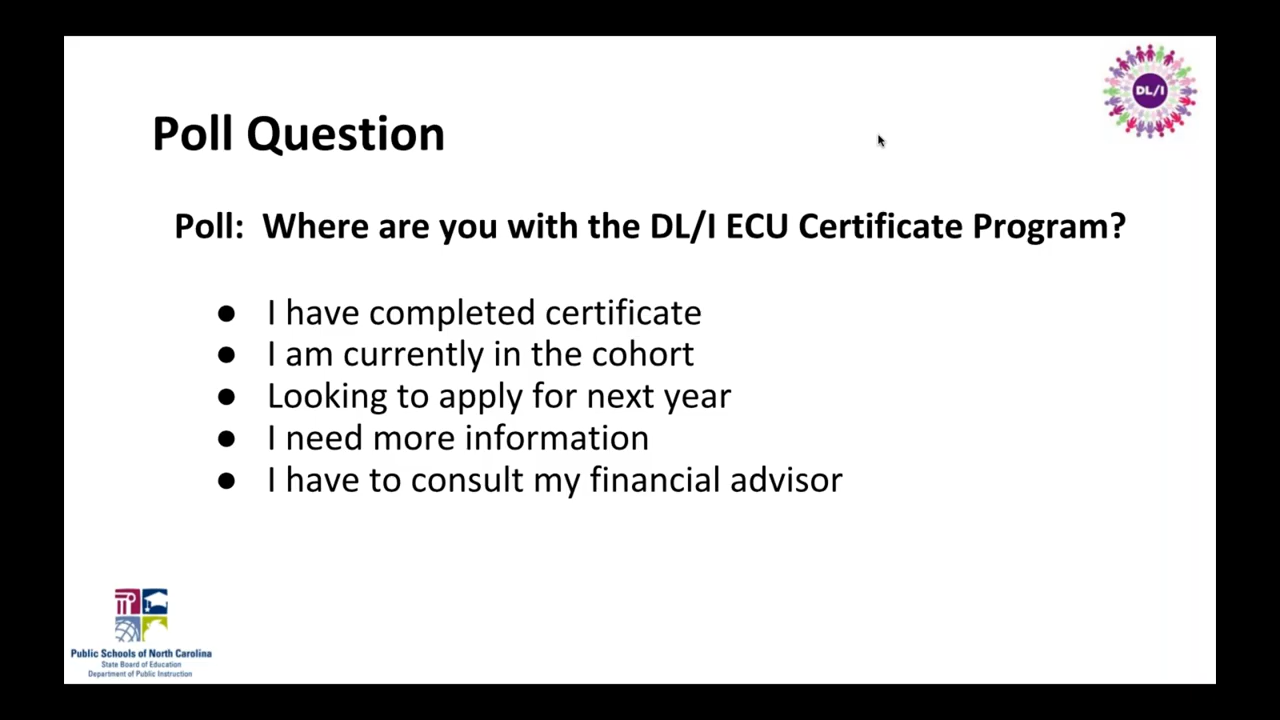 DL/I
Poll Question
Poll: Where are you with the DL/I ECU Certificate Program?
● I have completed certificate
● I am currently in the cohort
● Looking to apply for next year
● I need more information
● I have to consult my financial advisor
Public Schools of North Carolina
State Board of Education
Department of Public Instruction